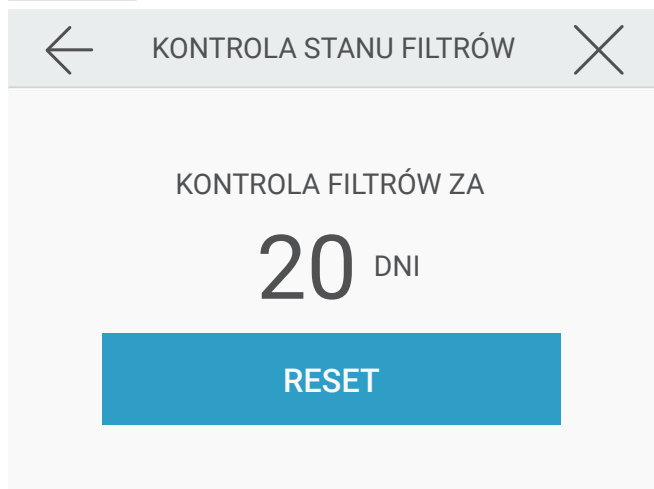 KONTROLA STANU FILTRÓW
KONTROLA FILTRÓW ZA
20 DNI
RESET